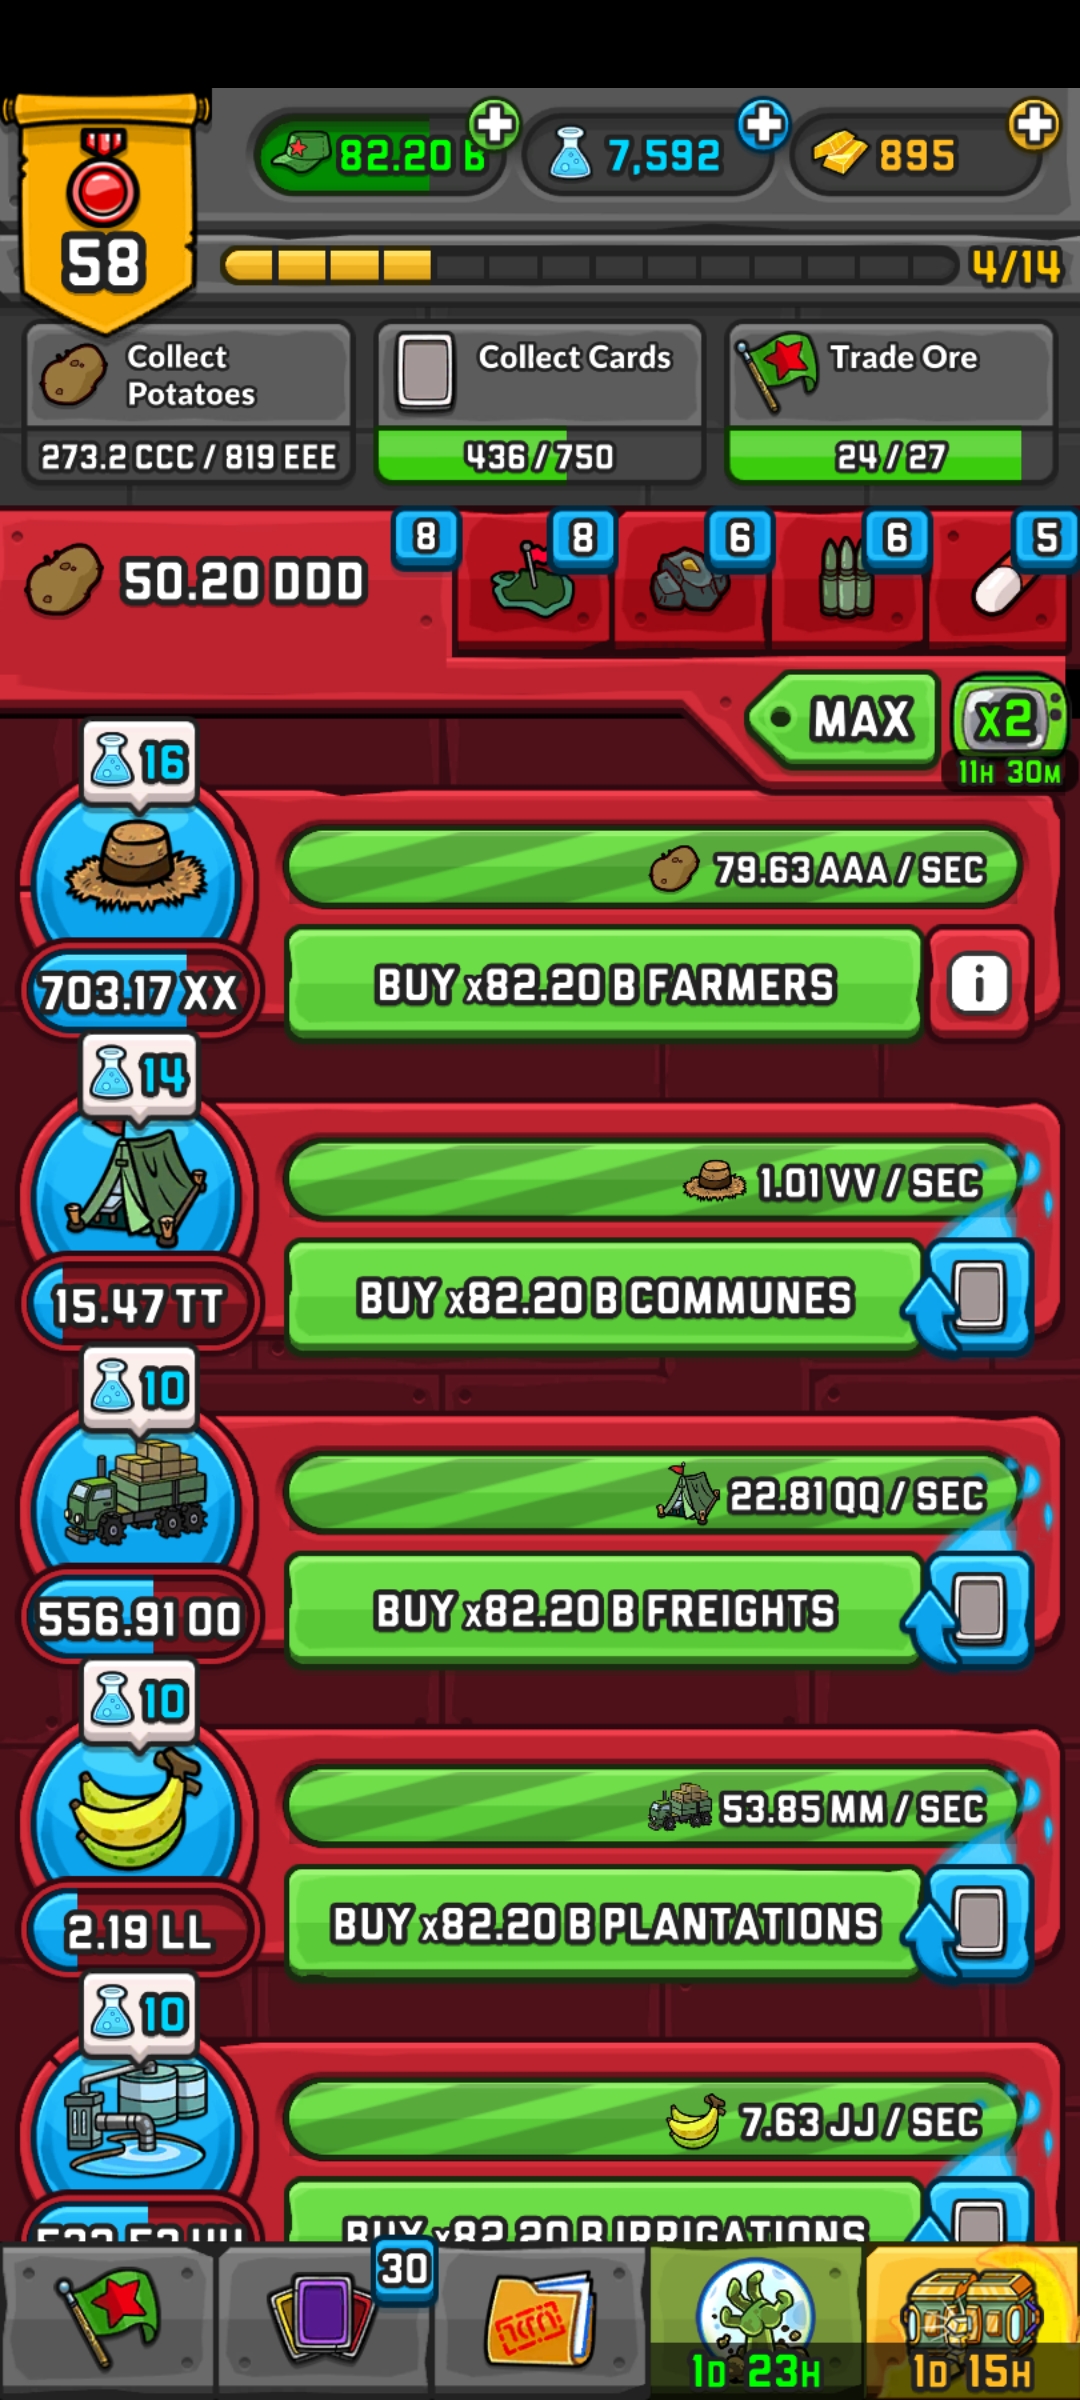 82.20 B
7,592
895
58
4/14
Collect
Potatoes
Collect Cards
Trade Ore
273.2 CCC / 819 EEE
436 / 750
24 / 27
50.20 DDD
8
8
6
6
5
MAX
x2
11H 30M
16
79.63 AAA / SEC
703.17 XX
BUY x82.20 B FARMERS
i
14
1.01 VV / SEC
15.47 TT
BUY x82.20 B COMMUNES
10
22.81 QQ / SEC
556.91 OO
BUY x82.20 B FREIGHTS
10
53.85 MM / SEC
2.19 LL
BUY x82.20 B PLANTATIONS
10
7.63 JJ / SEC
BUY x82.20 B IRRIGATIONS
30
1D 23H
1D 15H